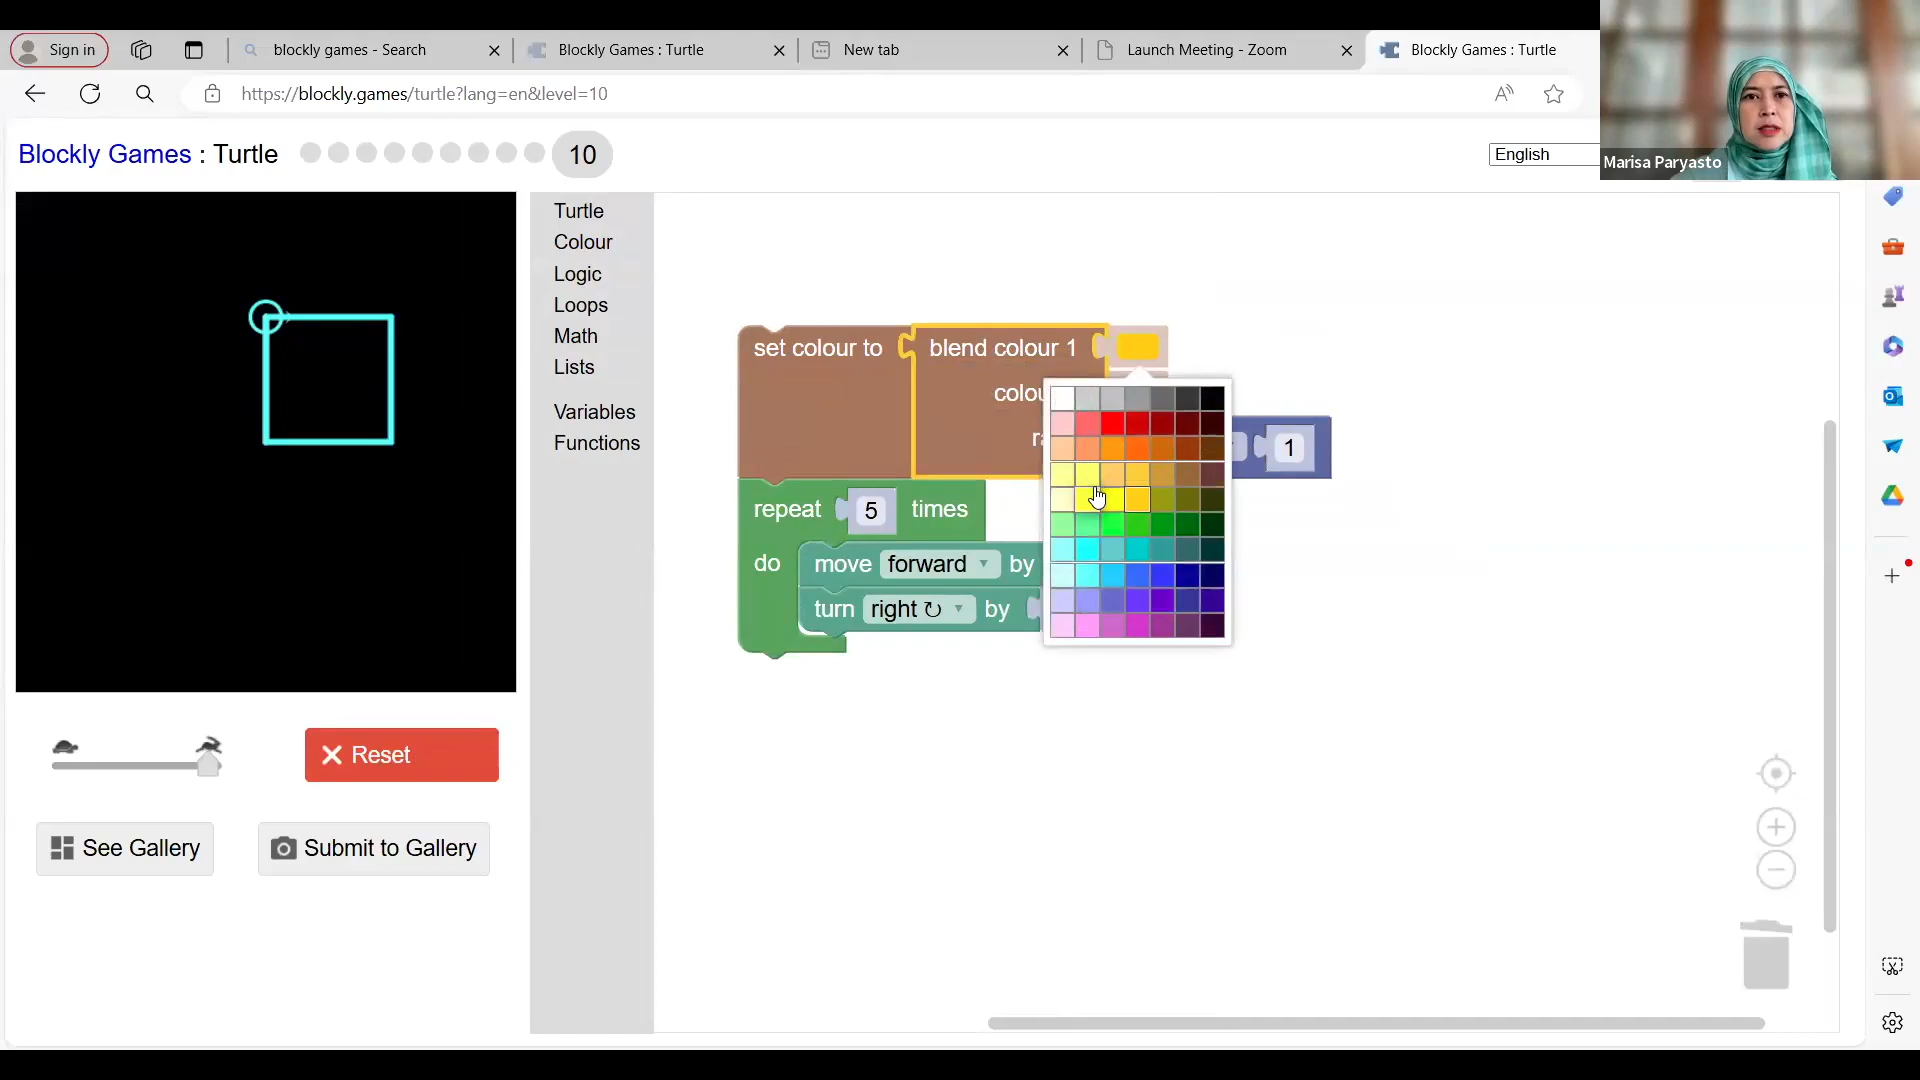 Sign in
blockly games - Search
Blockly Games : Turtle
New tab
Launch Meeting - Zoom
Blockly Games : Turtle
https://blockly.games/turtle?lang=en&level=10
Marisa Paryasto
Blockly Games : Turtle
10
English
Turtle
Colour
Logic
Loops
Math
Lists
Variables
Functions
set colour to
blend colour 1
1
repeat 5 times
do
move forward by
turn right ↻ by
Reset
See Gallery
Submit to Gallery